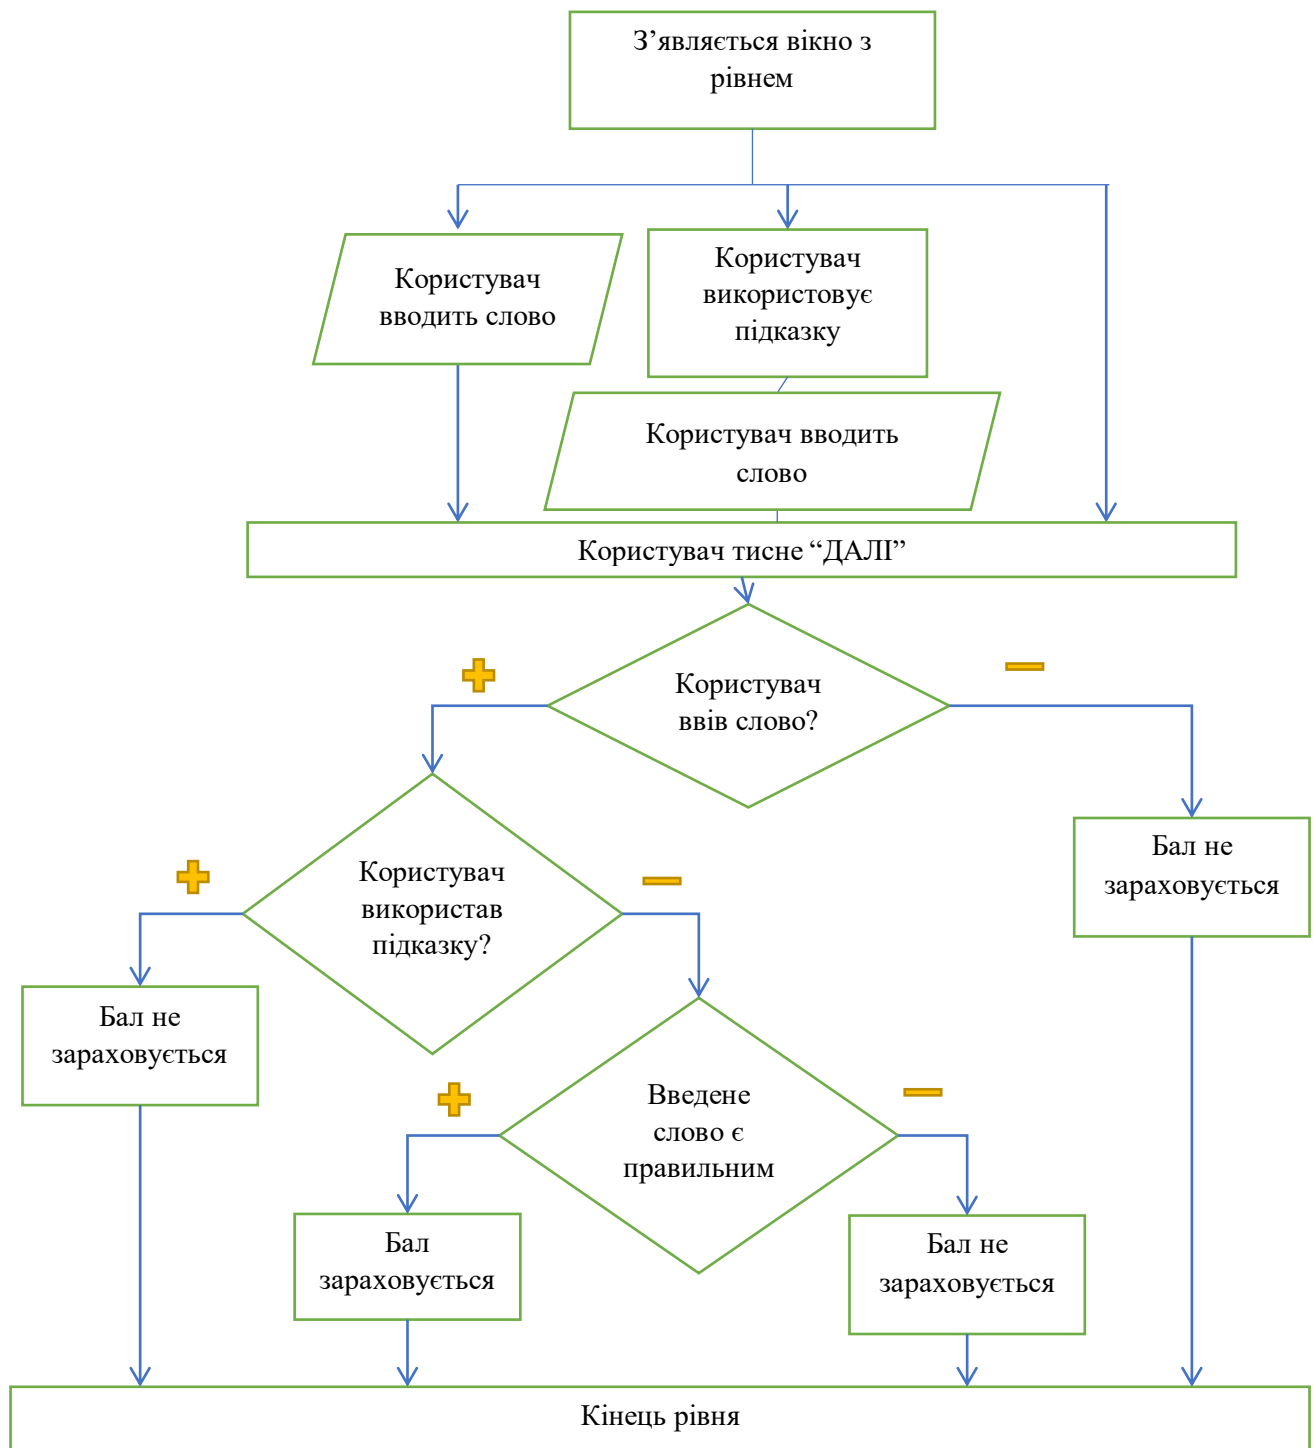 З’являється вікно з
рівнем
Користувач
вводить слово
Користувач
використовує
підказку
Користувач вводить
слово
Користувач тисне “ДАЛІ”
Користувач
ввів слово?
Користувач
використав
підказку?
Бал не
зараховується
Бал не
зараховується
Введене
слово є
правильним
Бал
зараховується
Бал не
зараховується
Кінець рівня